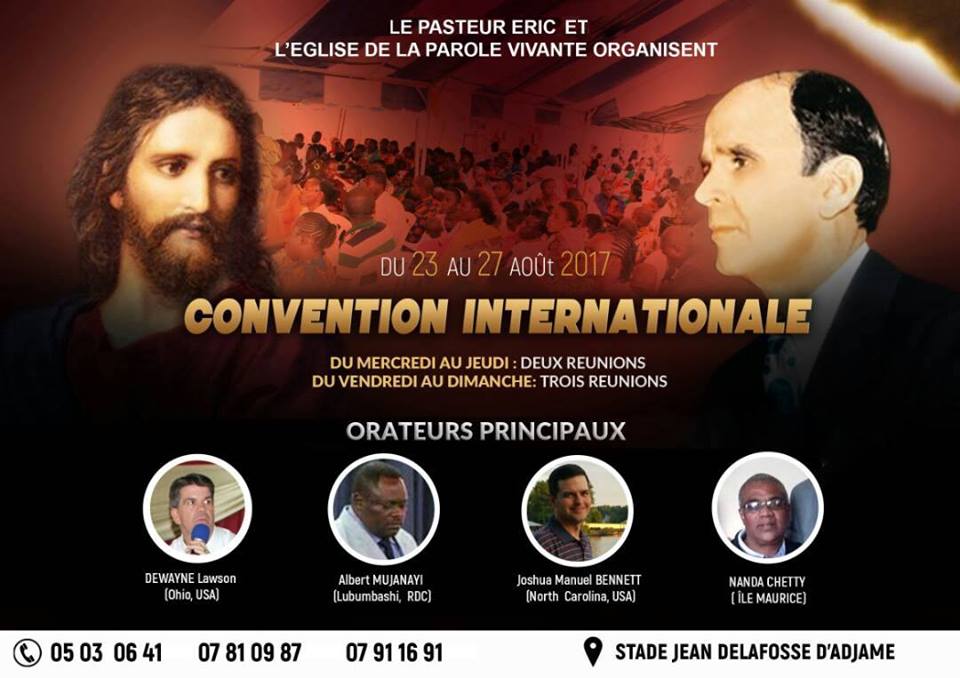 LE PASTEUR ERIC ET
L'EGLISE DE LA PAROLE VIVANTE ORGANISENT
DU 23 AU 27 AOÛt 2017
CONVENTION INTERNATIONALE
DU MERCREDI AU JEUDI : DEUX REUNIONS
DU VENDREDI AU DIMANCHE: TROIS REUNIONS
ORATEURS PRINCIPAUX
DEWAYNE Lawson
(Ohio, USA)
Albert MUJANAYI
(Lubumbashi, RDC)
Joshua Manuel BENNETT
(North Carolina, USA)
NANDA CHETTY
( ÎLE MAURICE)
05 03 06 41 07 81 09 87 07 91 16 91
STADE JEAN DELAFOSSE D'ADJAME